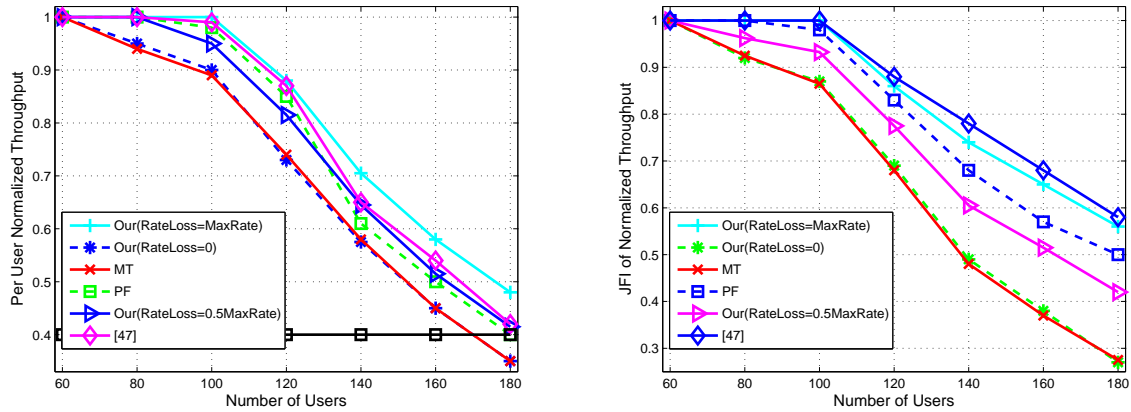 1
0.9
0.8
0.7
0.6
0.5
0.4
Per User Normalized Throughput
Our(RateLoss=MaxRate)
Our(RateLoss=0)
MT
PF
Our(RateLoss=0.5MaxRate)
[47]
60 80 100 120 140 160 180
Number of Users
1
0.9
0.8
0.7
0.6
0.5
0.4
0.3
JFI of Normalized Throughput
Our(RateLoss=MaxRate)
Our(RateLoss=0)
MT
PF
Our(RateLoss=0.5MaxRate)
[47]
60 80 100 120 140 160 180
Number of Users